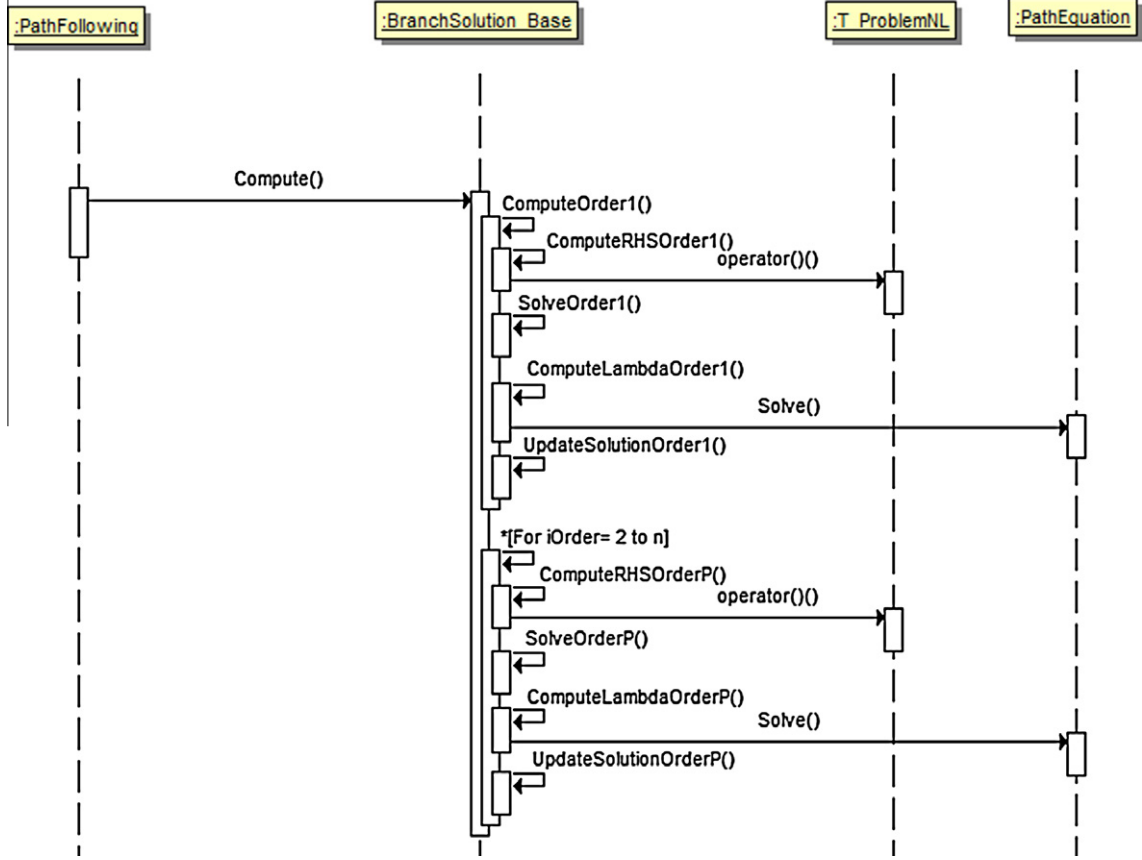 :PathFollowing
:BranchSolution_Base
:T_ProblemNL
:PathEquation
Compute()
ComputeOrder1()
ComputeRHSOrder1()
operator()()
SolveOrder1()
ComputeLambdaOrder1()
Solve()
UpdateSolutionOrder1()
*[For iOrder= 2 to n]
ComputeRHSOrderP()
operator()()
SolveOrderP()
ComputeLambdaOrderP()
Solve()
UpdateSolutionOrderP()